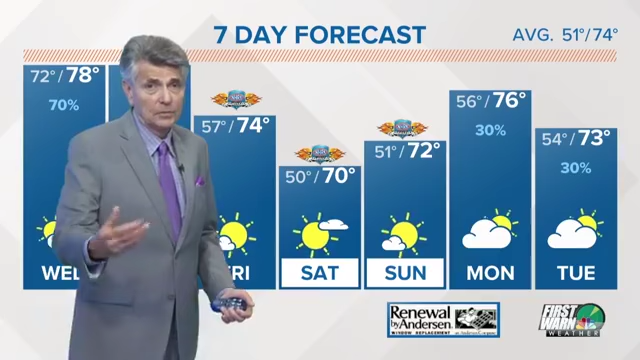 7 DAY FORECAST
AVG. 51°/74°
72°/78°
70%
57°/74°
50°/70°
51°/72°
56°/76°
30%
54°/73°
30%
WED
FRI
SAT
SUN
MON
TUE
Renewal
by Andersen
WINDOW REPLACEMENT
FIRST
WARN
WEATHER